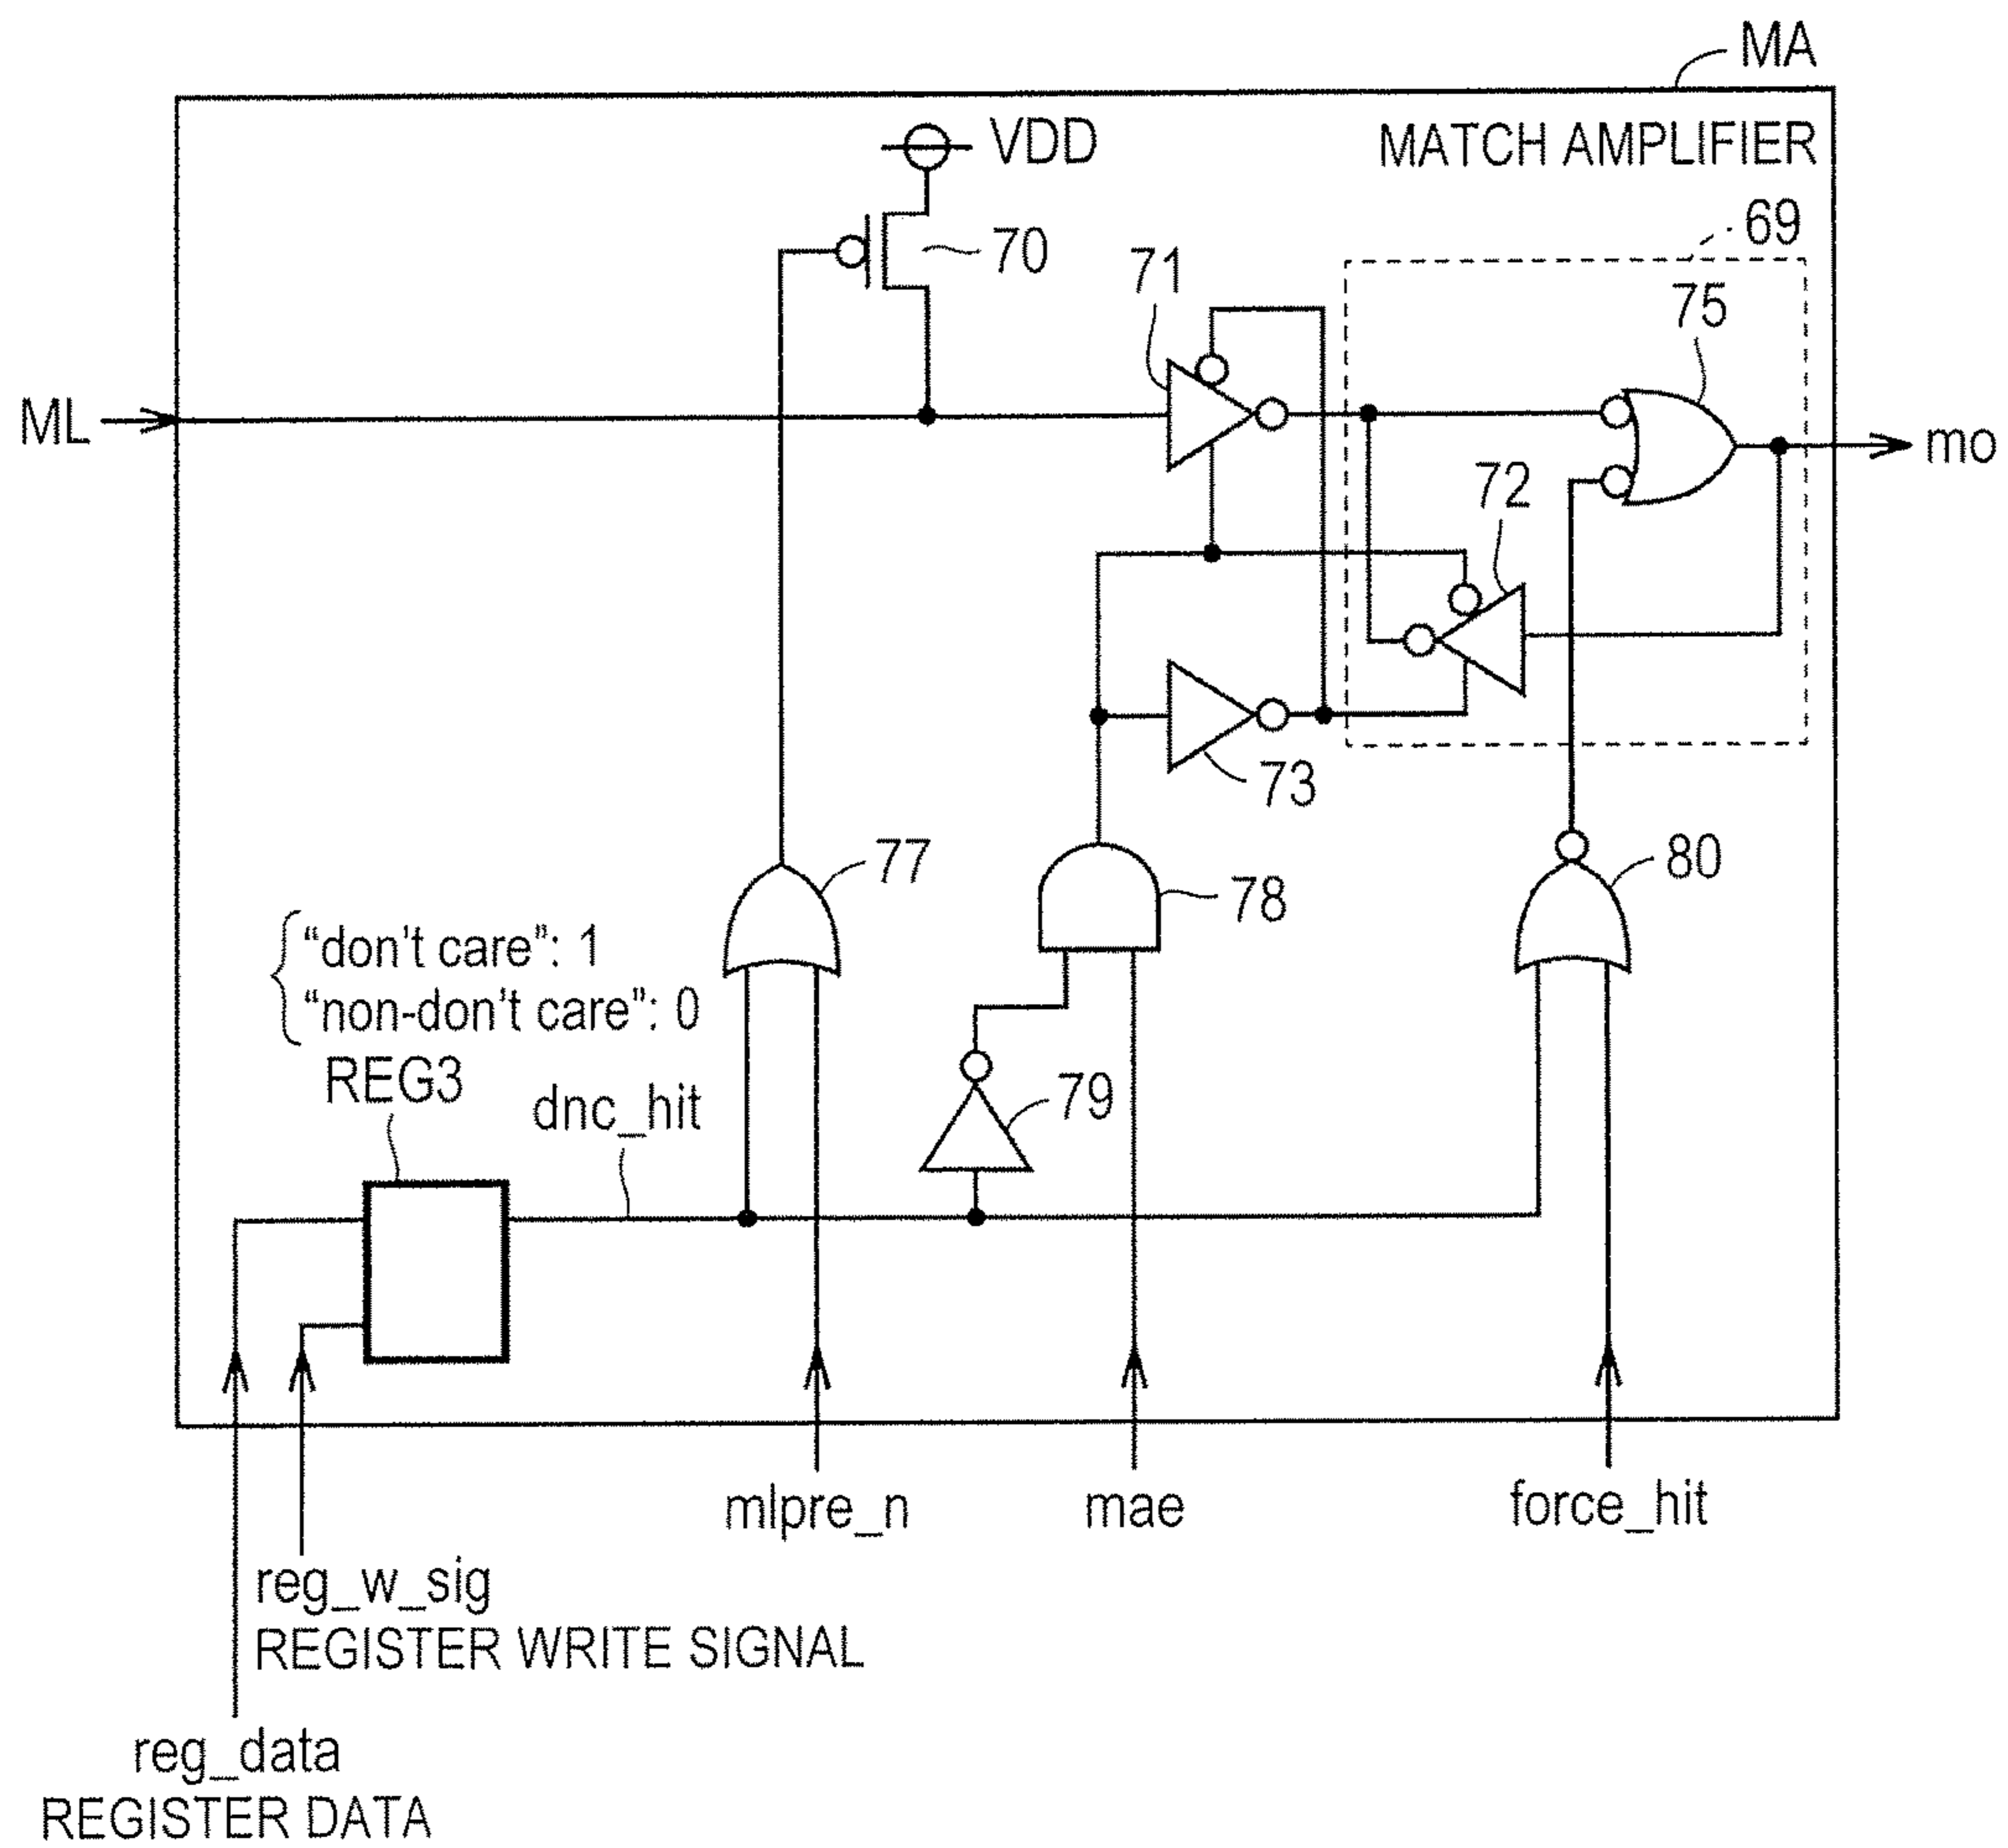 MA
VDD
MATCH AMPLIFIER
69
70
71
75
ML
mo
72
73
77
78
80
“don’t care”: 1
“non-don’t care”: 0
REG3
dnc_hit
79
mlpre_n
mae
force_hit
reg_w_sig
REGISTER WRITE SIGNAL
reg_data
REGISTER DATA